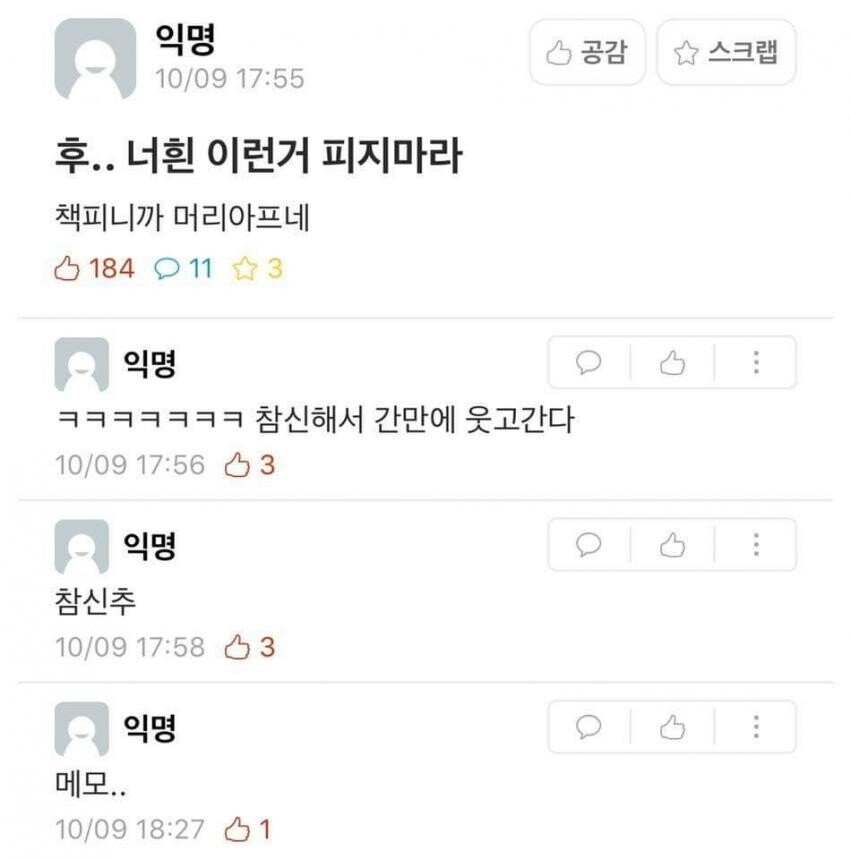 익명
10/09 17:55
공감
스크랩
후.. 너흰 이런거 피지마라
책피니까 머리아프네
184 11 3
익명
ㅋㅋㅋㅋㅋㅋㅋ 참신해서 간만에 웃고간다
10/09 17:56 3
익명
참신추
10/09 17:58 3
익명
메모..
10/09 18:27 1